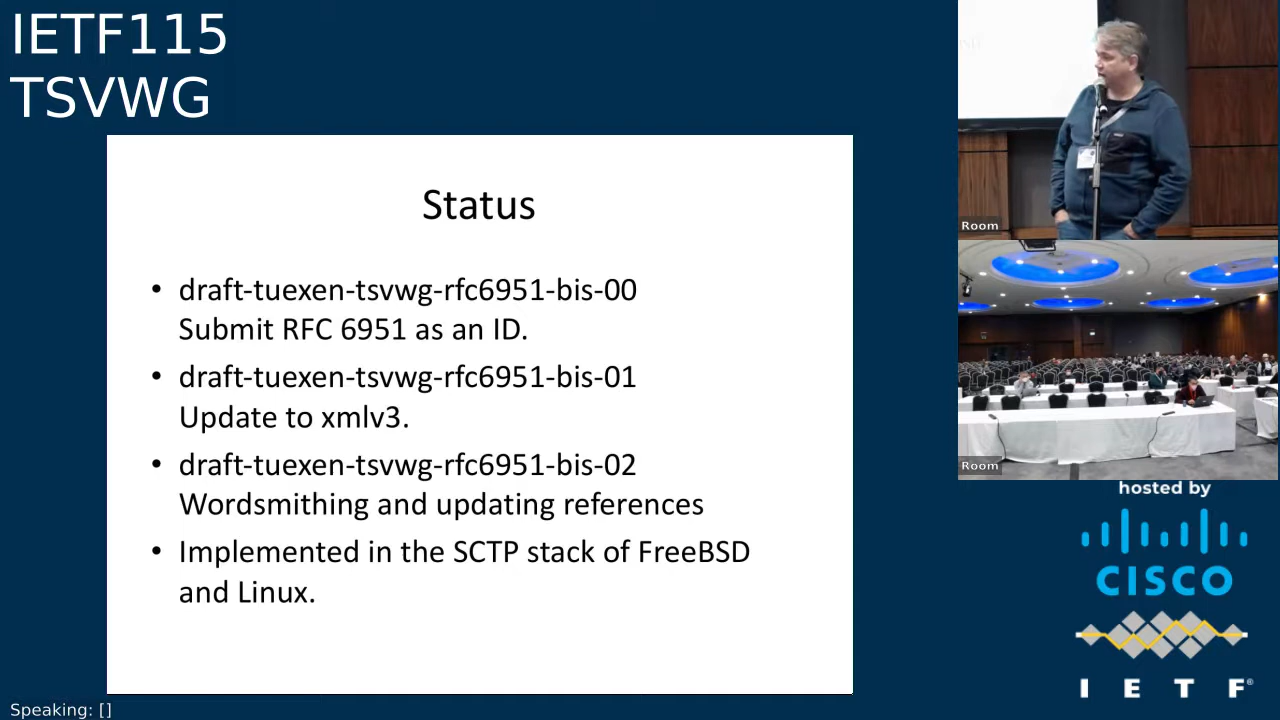 IETF115
TSVWG
Status
• draft-tuexen-tsvwg-rfc6951-bis-00
Submit RFC 6951 as an ID.
• draft-tuexen-tsvwg-rfc6951-bis-01
Update to xmlv3.
• draft-tuexen-tsvwg-rfc6951-bis-02
Wordsmithing and updating references
• Implemented in the SCTP stack of FreeBSD
and Linux.
Room
Room
hosted by
CISCO
I E T F®
Speaking: []